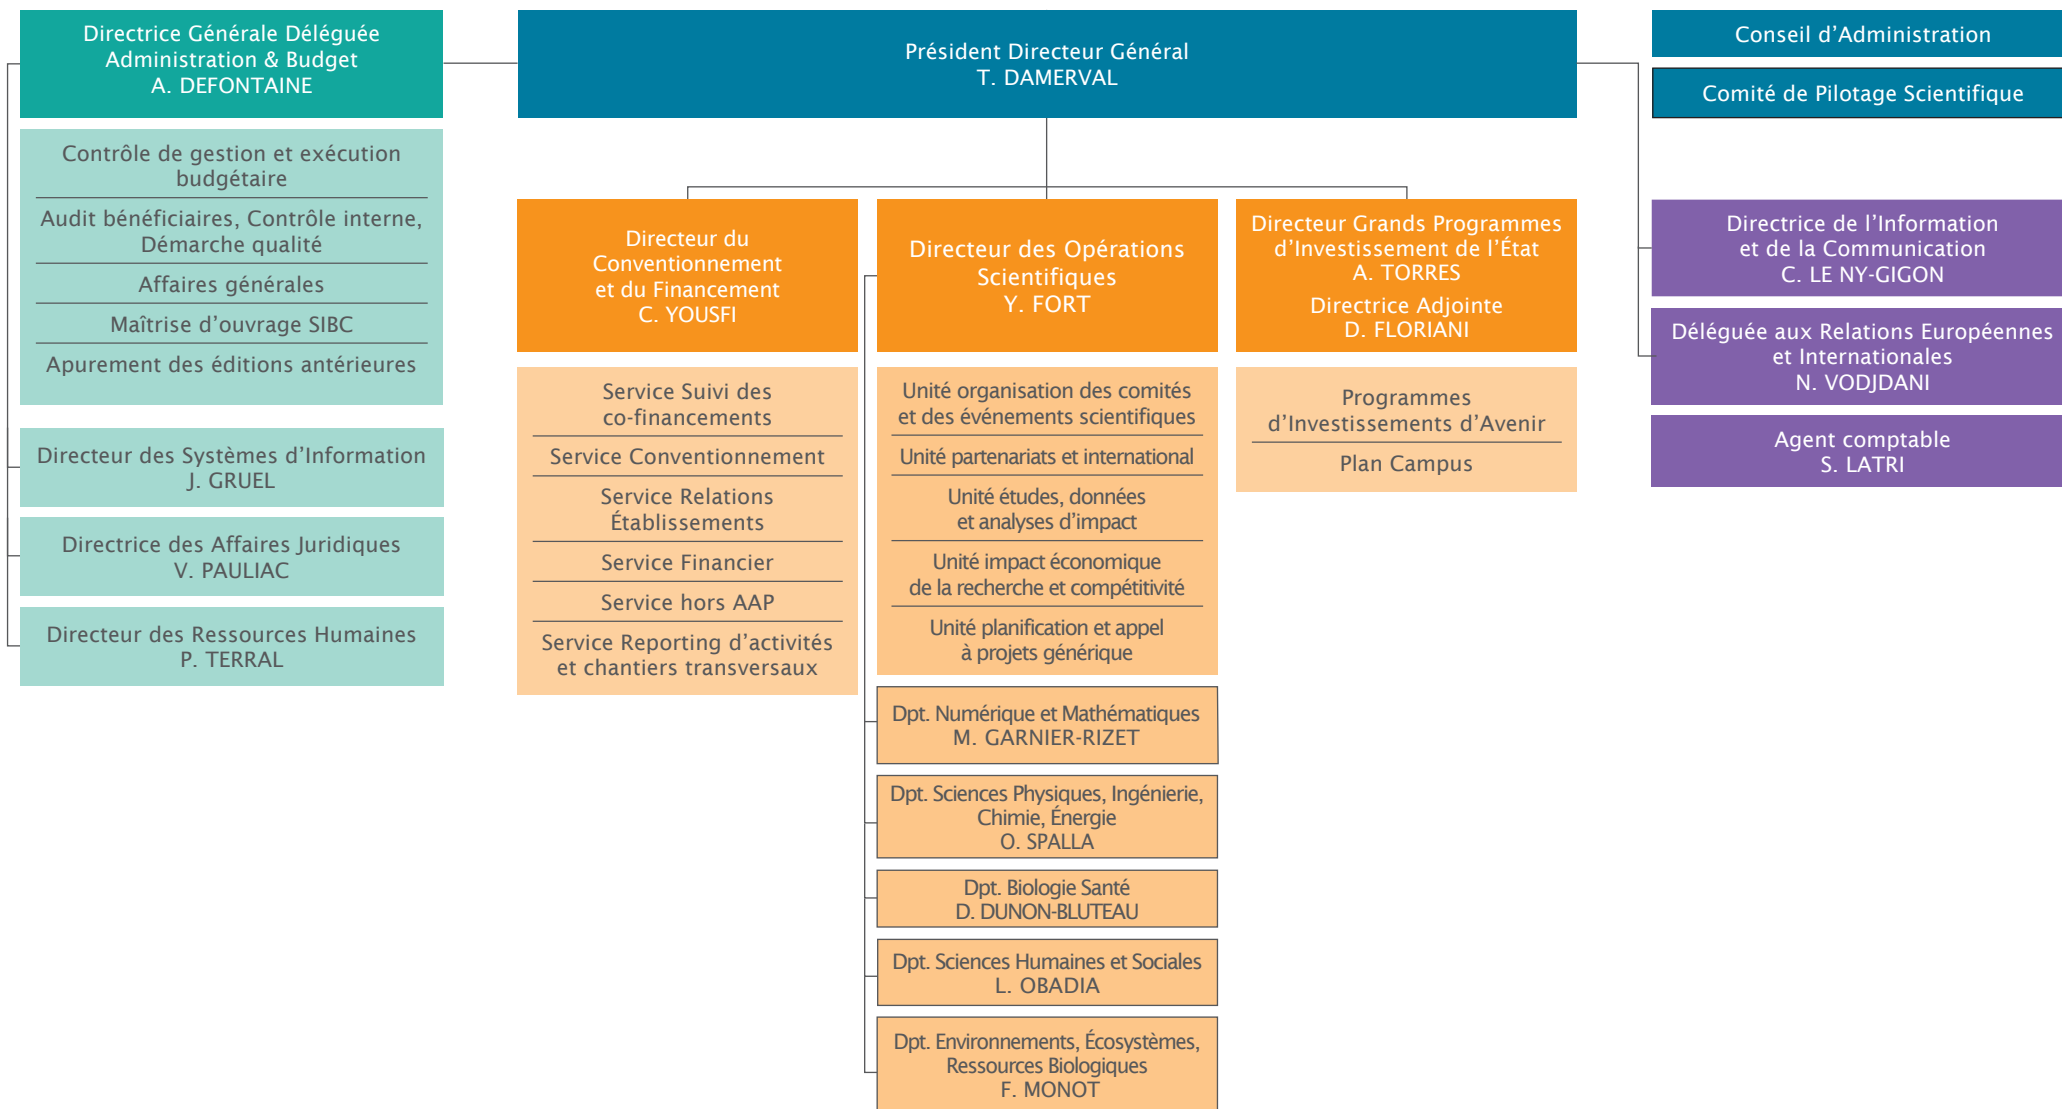 Directrice Générale Déléguée
Administration & Budget
A. DEFONTAINE
Contrôle de gestion et exécution
budgétaire
Audit bénéficiaires, Contrôle interne,
Démarche qualité
Affaires générales
Maîtrise d'ouvrage SIBC
Apurement des éditions antérieures
Directeur des Systèmes d'Information
J. GRUEL
Directrice des Affaires Juridiques
V. PAULIAC
Directeur des Ressources Humaines
P. TERRAL
Président Directeur Général
T. DAMERVAL
Directeur du
Conventionnement
et du Financement
C. YOUSFI
Service Suivi des
co-financements
Service Conventionnement
Service Relations
Établissements
Service Financier
Service hors AAP
Service Reporting d'activités
et chantiers transversaux
Directeur des Opérations
Scientifiques
Y. FORT
Unité organisation des comités
et des événements scientifiques
Unité partenariats et international
Unité études, données
et analyses d'impact
Unité impact économique
de la recherche et compétitivité
Unité planification et appel
à projets générique
Dpt. Numérique et Mathématiques
M. GARNIER-RIZET
Dpt. Sciences Physiques, Ingénierie,
Chimie, Énergie
O. SPALLA
Dpt. Biologie Santé
D. DUNON-BLUTEAU
Dpt. Sciences Humaines et Sociales
L. OBADIA
Dpt. Environnements, Écosystèmes,
Ressources Biologiques
F. MONOT
Directeur Grands Programmes
d'Investissement de l'État
A. TORRES
Directrice Adjointe
D. FLORIANI
Programmes
d'Investissements d'Avenir
Plan Campus
Conseil d'Administration
Comité de Pilotage Scientifique
Directrice de l'Information
et de la Communication
C. LE NY-GIGON
Déléguée aux Relations Européennes
et Internationales
N. VODJDANI
Agent comptable
S. LATRI